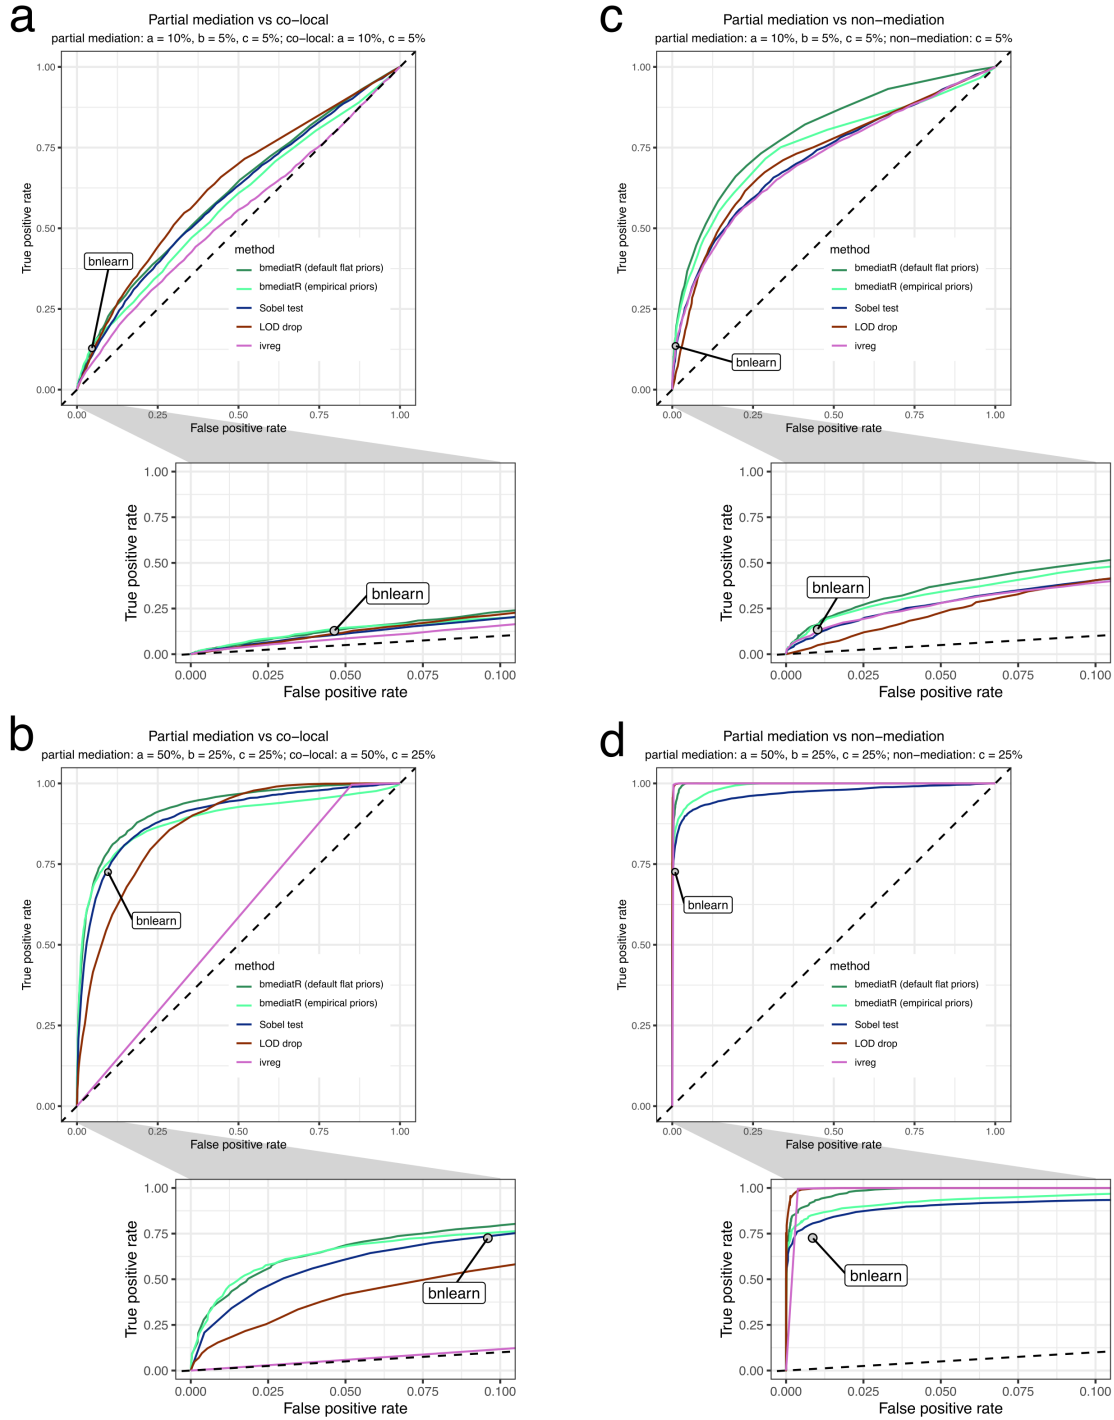 a
Partial mediation vs co−local
partial mediation: a = 10%, b = 5%, c = 5%; co−local: a = 10%, c = 5%
1.00
0.75
0.50
0.25
0.00
True positive rate
bnlearn
method
bmediatR (default flat priors)
bmediatR (empirical priors)
Sobel test
LOD drop
ivreg
0.00 0.25 0.50 0.75 1.00
False positive rate
1.00
0.75
0.50
0.25
0.00
True positive rate
bnlearn
0.000 0.025 0.050 0.075 0.100
False positive rate
c
Partial mediation vs non−mediation
partial mediation: a = 10%, b = 5%, c = 5%; non−mediation: c = 5%
1.00
0.75
0.50
0.25
0.00
True positive rate
method
bmediatR (default flat priors)
bmediatR (empirical priors)
Sobel test
LOD drop
ivreg
bnlearn
0.00 0.25 0.50 0.75 1.00
False positive rate
1.00
0.75
0.50
0.25
0.00
True positive rate
bnlearn
0.000 0.025 0.050 0.075 0.100
False positive rate
b
Partial mediation vs co−local
partial mediation: a = 50%, b = 25%, c = 25%; co−local: a = 50%, c = 25%
1.00
0.75
0.50
0.25
0.00
True positive rate
bnlearn
method
bmediatR (default flat priors)
bmediatR (empirical priors)
Sobel test
LOD drop
ivreg
0.00 0.25 0.50 0.75 1.00
False positive rate
1.00
0.75
0.50
0.25
0.00
True positive rate
bnlearn
0.000 0.025 0.050 0.075 0.100
False positive rate
d
Partial mediation vs non−mediation
partial mediation: a = 50%, b = 25%, c = 25%; non−mediation: c = 25%
1.00
0.75
0.50
0.25
0.00
True positive rate
bnlearn
method
bmediatR (default flat priors)
bmediatR (empirical priors)
Sobel test
LOD drop
ivreg
0.00 0.25 0.50 0.75 1.00
False positive rate
1.00
0.75
0.50
0.25
0.00
True positive rate
bnlearn
0.000 0.025 0.050 0.075 0.100
False positive rate